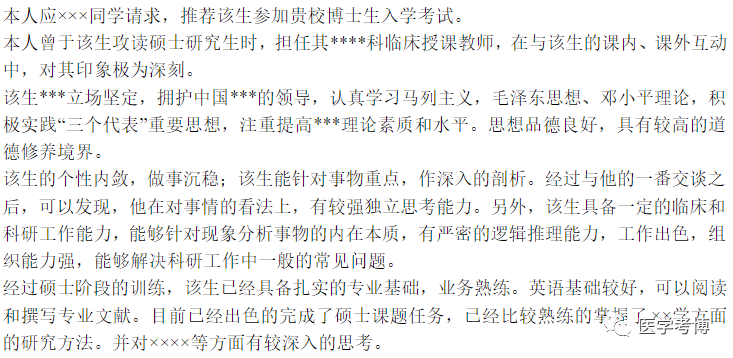 本人应×××同学请求，推荐该生参加贵校博士生入学考试。
本人曾于该生攻读硕士研究生时，担任其****科临床授课教师，在与该生的课内、课外互动
中，对其印象极为深刻。
该生***立场坚定，拥护中国***的领导，认真学习马列主义，毛泽东思想、邓小平理论，积
极实践“三个代表”重要思想，注重提高***理论素质和水平。思想品德良好，具有较高的道
德修养境界。
该生的个性内敛，做事沉稳；该生能针对事物重点，作深入的剖析。经过与他的一番交谈之
后，可以发现，他在对事情的看法上，有较强独立思考能力。另外，该生具备一定的临床和
科研工作能力，能够针对现象分析事物的内在本质，有严密的逻辑推理能力，工作出色，组
织能力强，能够解决科研工作中一般的常见问题。
经过硕士阶段的训练，该生已经具备扎实的专业基础，业务熟练。英语基础较好，可以阅读
和撰写专业文献。目前已经出色的完成了硕士课题任务，已经比较熟练的掌握了××学方面
的研究方法。并对××××等方面有较深入的思考。
医学考博